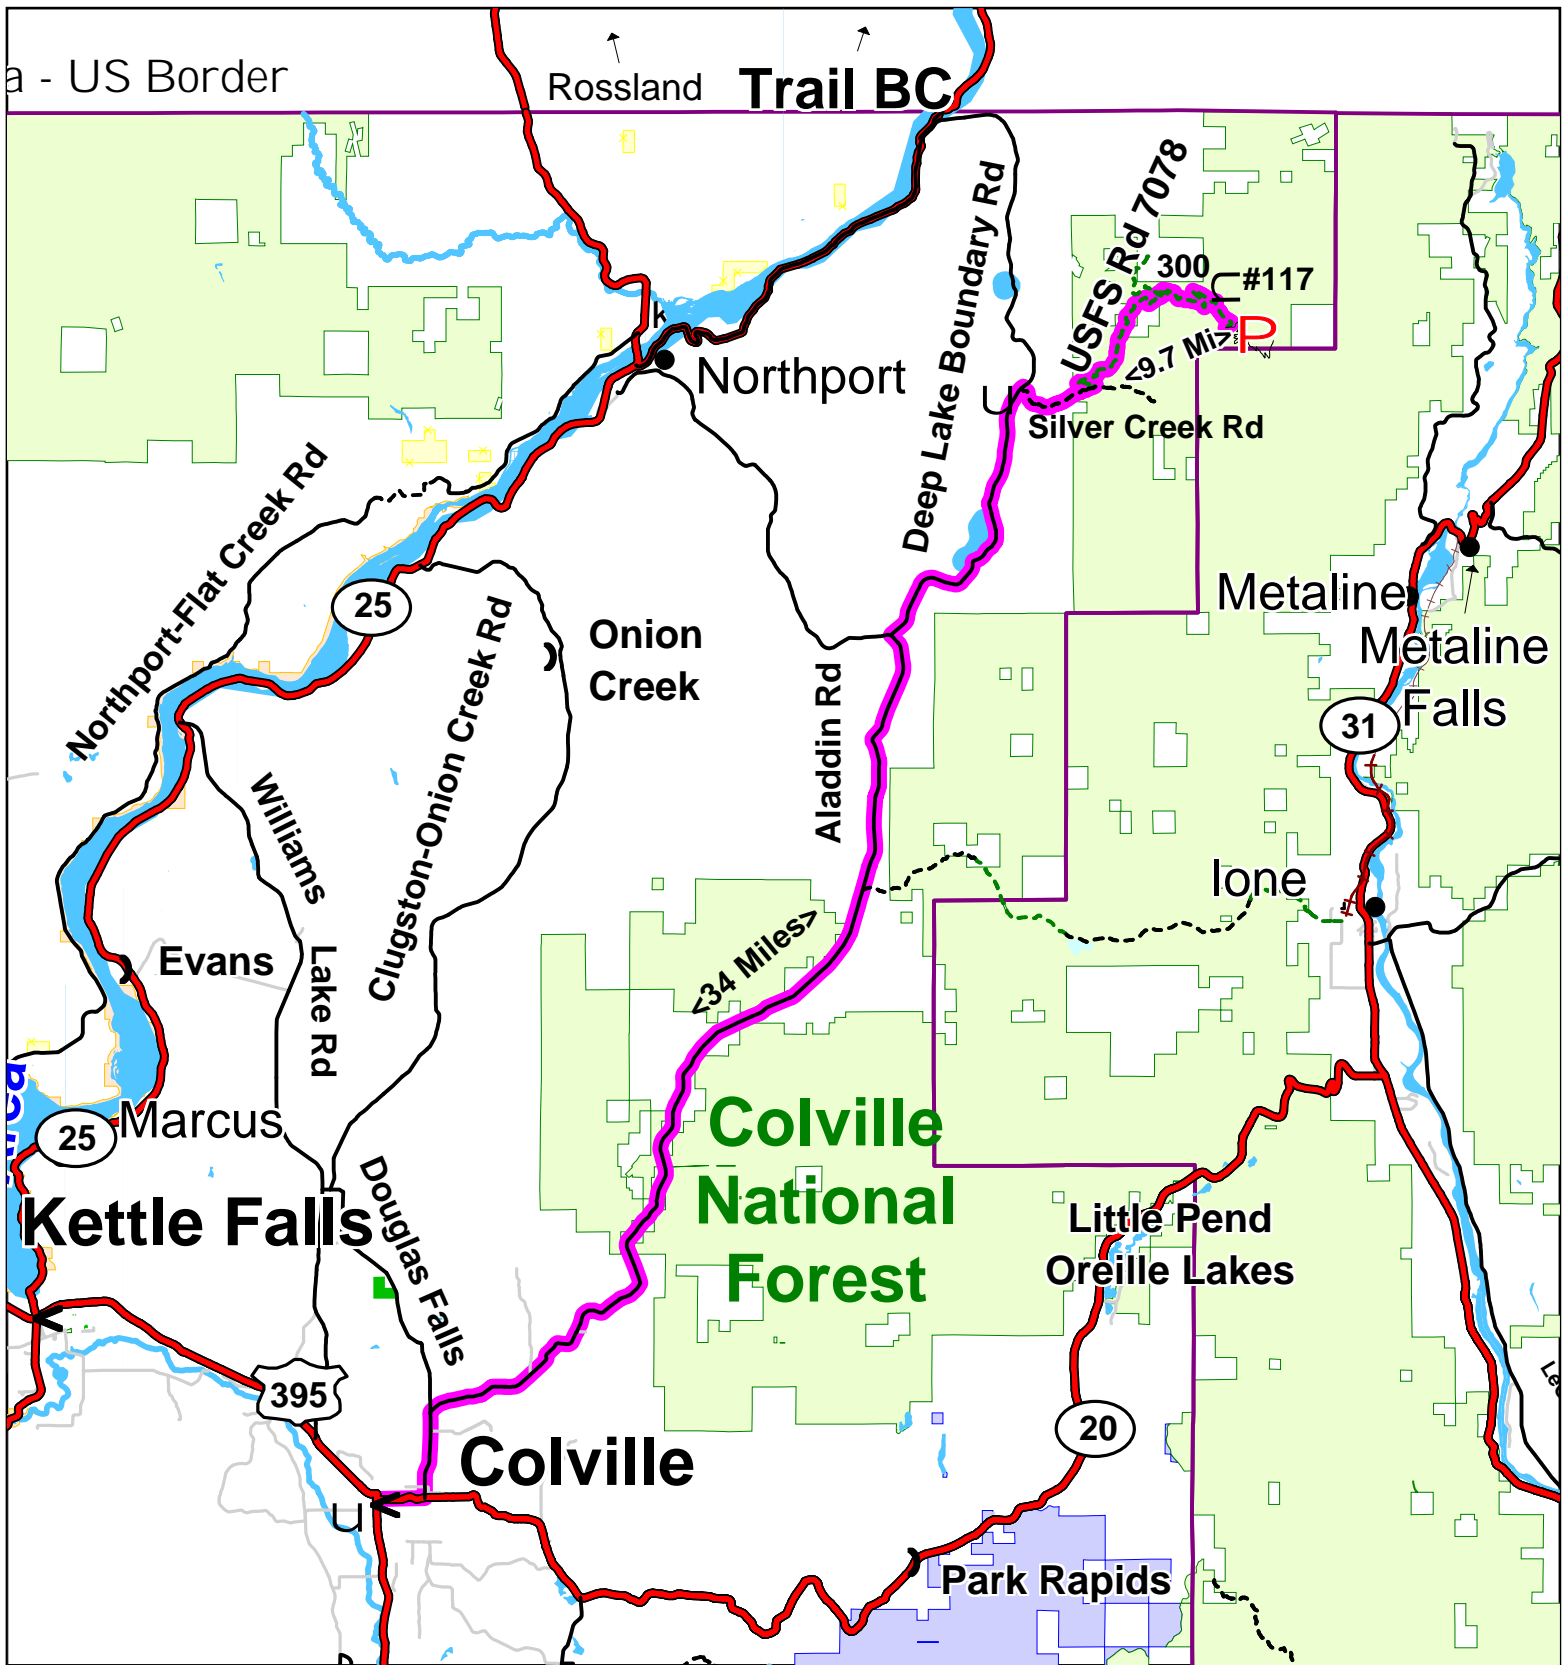 a - US Border
Rossland
Trail BC
USFS Rd 7078
300
#117
P
<9.7 Mi>
k
Northport
Deep Lake Boundary Rd
Silver Creek Rd
Northport-Flat Creek Rd
25
Clugston-Onion Creek Rd
Onion
Creek
Metaline
Metaline
Falls
31
Aladdin Rd
Williams
Lake Rd
Ione
Evans
<34 Miles>
25
Marcus
Colville
National
Forest
Kettle Falls
Douglas Falls
Little Pend
Oreille Lakes
395
Colville
20
Park Rapids